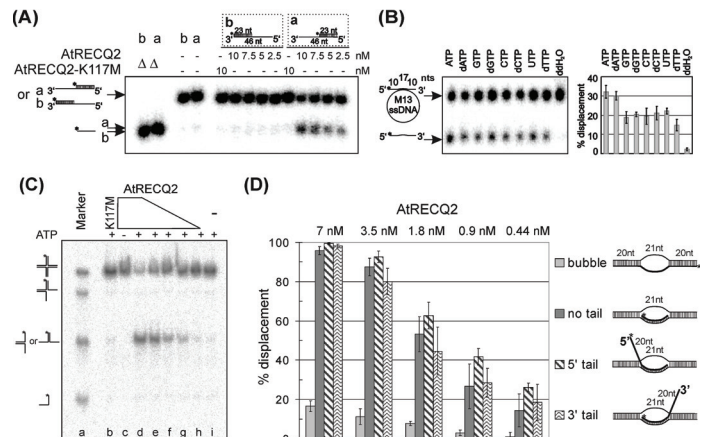 (A)
b a b a
b
23 nt
3' 46 nt 5'
a
23 nt
3' 46 nt 5'
AtRECQ2 - - - 10 7.5 5 2.5 - 10 7.5 5 2.5 nM
AtRECQ2-K117M Δ Δ - - 10 - - - - 10 - - - - nM
or a 3' 5'
b 3' 5'
a
b
(B)
ATP dATP GTP dGTP CTP dCTP UTP dTTP ddH₂O
10 17 10 nts
5' 3'
M13
ssDNA
5' 3'
ATP dATP GTP dGTP CTP dCTP UTP dTTP ddH₂O
% displacement
40
30
20
10
0
(C)
Marker K117M AtRECQ2 -
ATP + - + + + + + +
or
a b c d e f g h i
(D)
AtRECQ2
7 nM 3.5 nM 1.8 nM 0.9 nM 0.44 nM
% displacement
100
80
60
40
20
0
bubble
20nt 21nt 20nt
no tail
21nt
5' tail
5'* 20nt
21nt
3' tail
3'
20nt
21nt